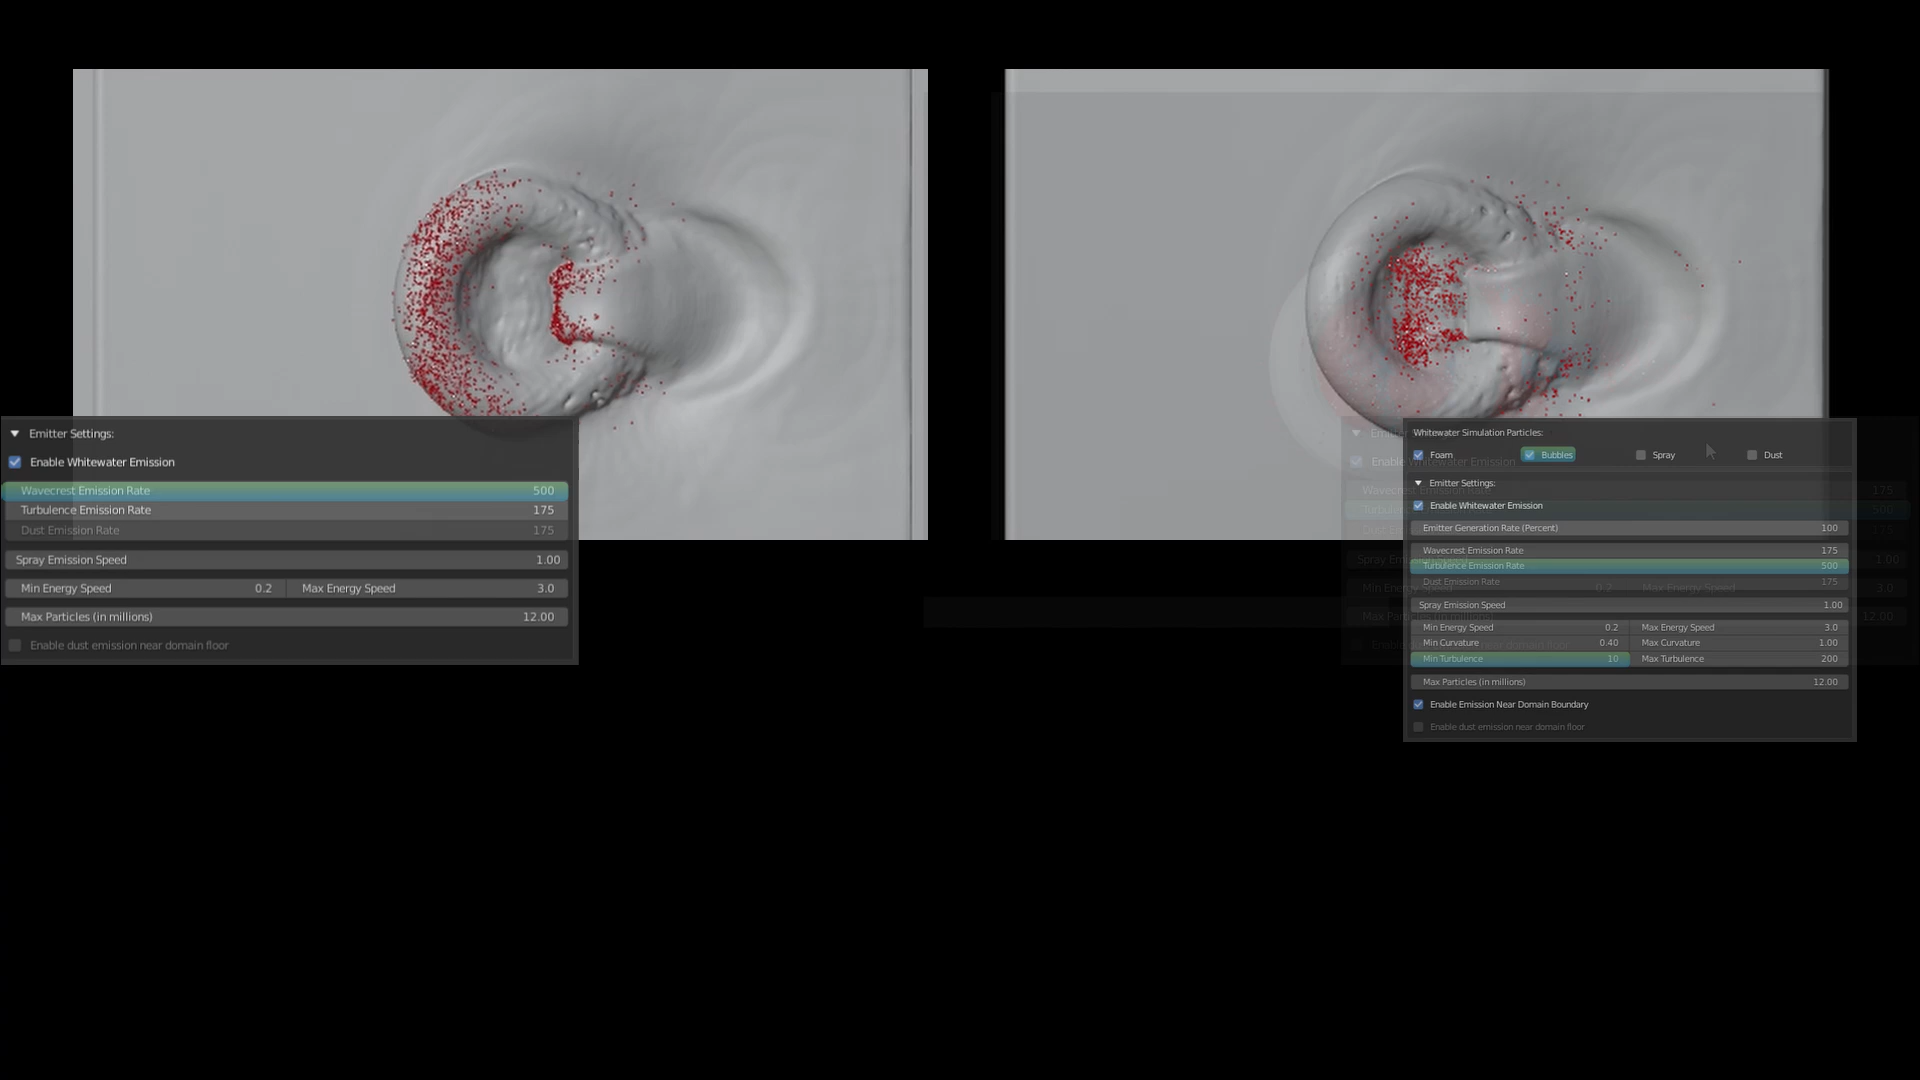 Emitter Settings:
Enable Whitewater Emission
Wavecrest Emission Rate 500
Turbulence Emission Rate 175
Dust Emission Rate 175
Spray Emission Speed 1.00
Min Energy Speed 0.2 Max Energy Speed 3.0
Max Particles (in millions) 12.00
Enable dust emission near domain floor
Whitewater Simulation Particles:
Foam Bubbles Spray Dust
Emitter Settings:
Enable Whitewater Emission
Emitter Generation Rate (Percent) 100
Wavecrest Emission Rate 175
Turbulence Emission Rate 500
Dust Emission Rate 175
Spray Emission Speed 1.00
Min Energy Speed 0.2 Max Energy Speed 3.0
Min Curvature 0.40 Max Curvature 1.00
Min Turbulence 10 Max Turbulence 200
Max Particles (in millions) 12.00
Enable Emission Near Domain Boundary
Enable dust emission near domain floor